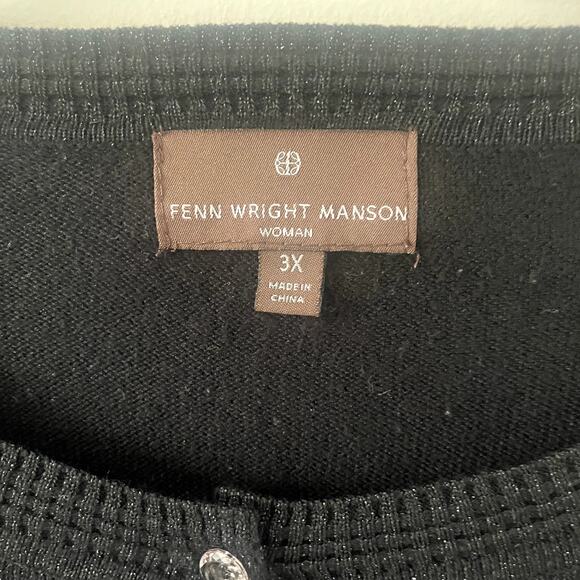 FENN WRIGHT MANSON
WOMAN
3X
MADE IN
CHINA